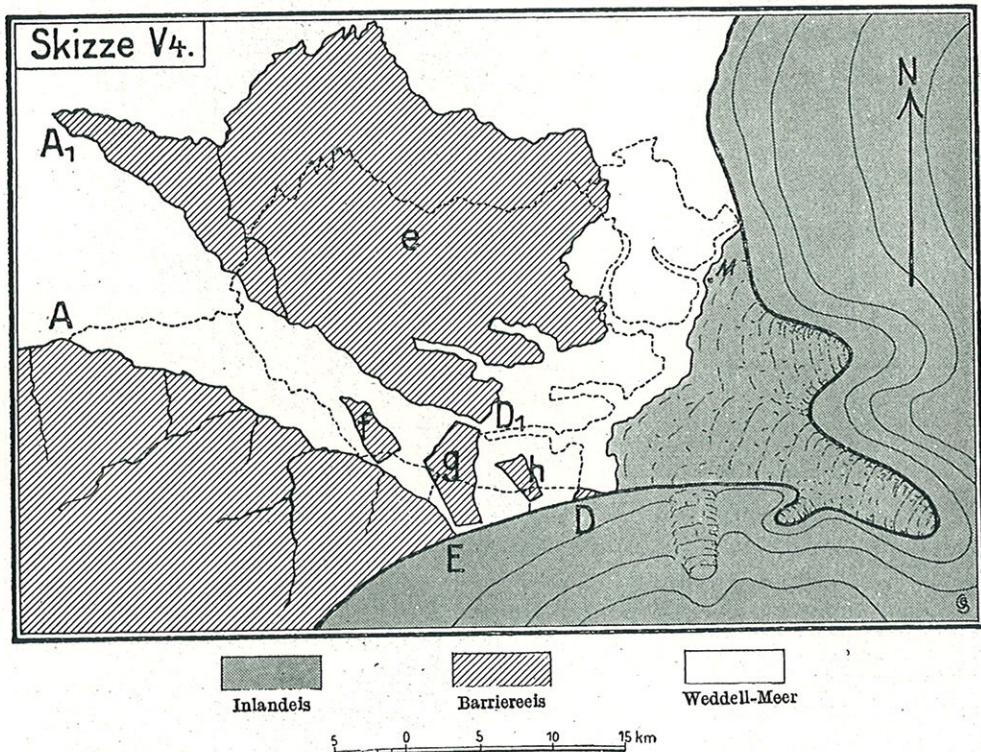 Skizze V4.
N
A₁
e
M
A
f
D₁
g
h
D
E
Inlandeis
Barriereeis
Weddell-Meer
5 0 5 10 15 km